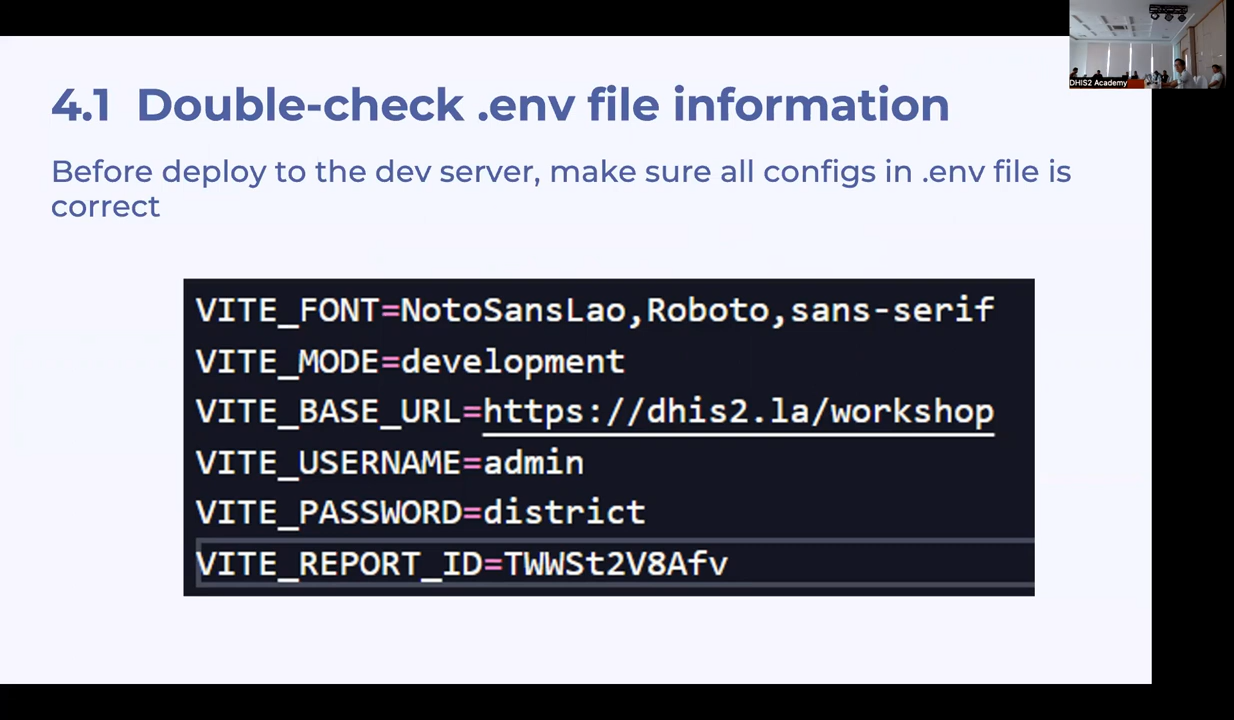 DHIS2 Academy
4.1 Double-check .env file information
Before deploy to the dev server, make sure all configs in .env file is
correct
VITE_FONT=NotoSansLao,Roboto,sans-serif
VITE_MODE=development
VITE_BASE_URL=https://dhis2.la/workshop
VITE_USERNAME=admin
VITE_PASSWORD=district
VITE_REPORT_ID=TWWSt2V8Afv